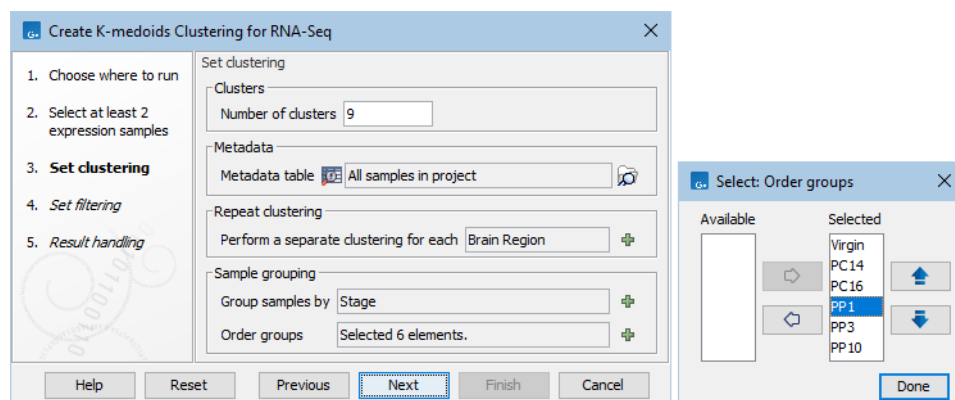 Create K-medoids Clustering for RNA-Seq
1. Choose where to run
2. Select at least 2
expression samples
3. Set clustering
4. Set filtering
5. Result handling
Set clustering
Clusters
Number of clusters 9
Metadata
Metadata table All samples in project
Repeat clustering
Perform a separate clustering for each Brain Region
Sample grouping
Group samples by Stage
Order groups Selected 6 elements.
Help Reset Previous Next Finish Cancel
Select: Order groups
Available Selected
Virgin
PC14
PC16
PP1
PP3
PP10
Done